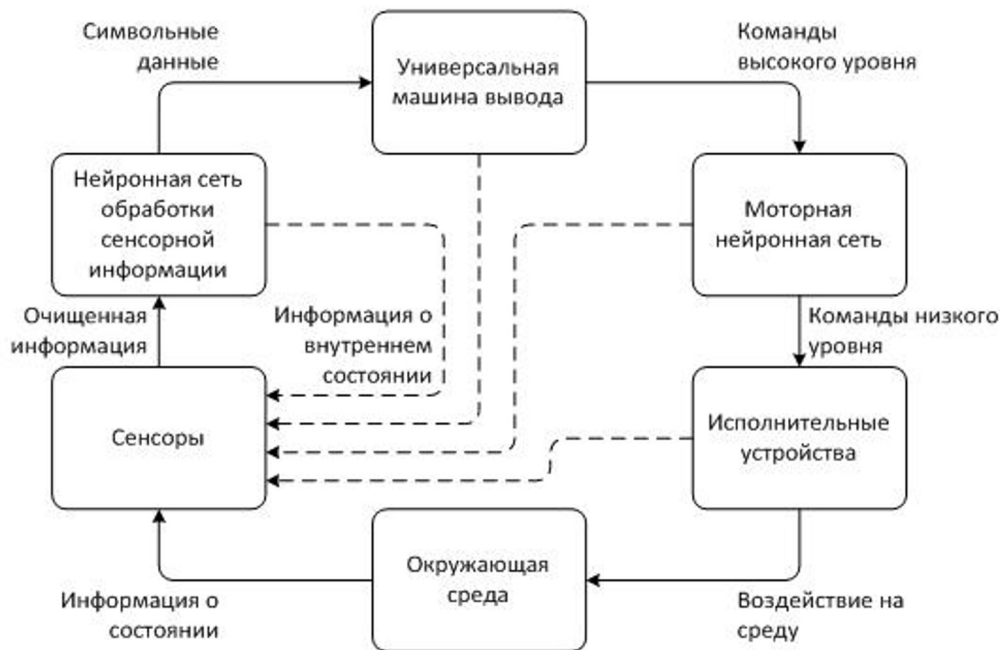 Символьные
данные
Универсальная
машина вывода
Команды
высокого уровня
Нейронная сеть
обработки
сенсорной
информации
Моторная
нейронная сеть
Очищенная
информация
Информация о
внутреннем
состоянии
Команды низкого
уровня
Сенсоры
Исполнительные
устройства
Окружающая
среда
Информация о
состоянии
Воздействие на
среду